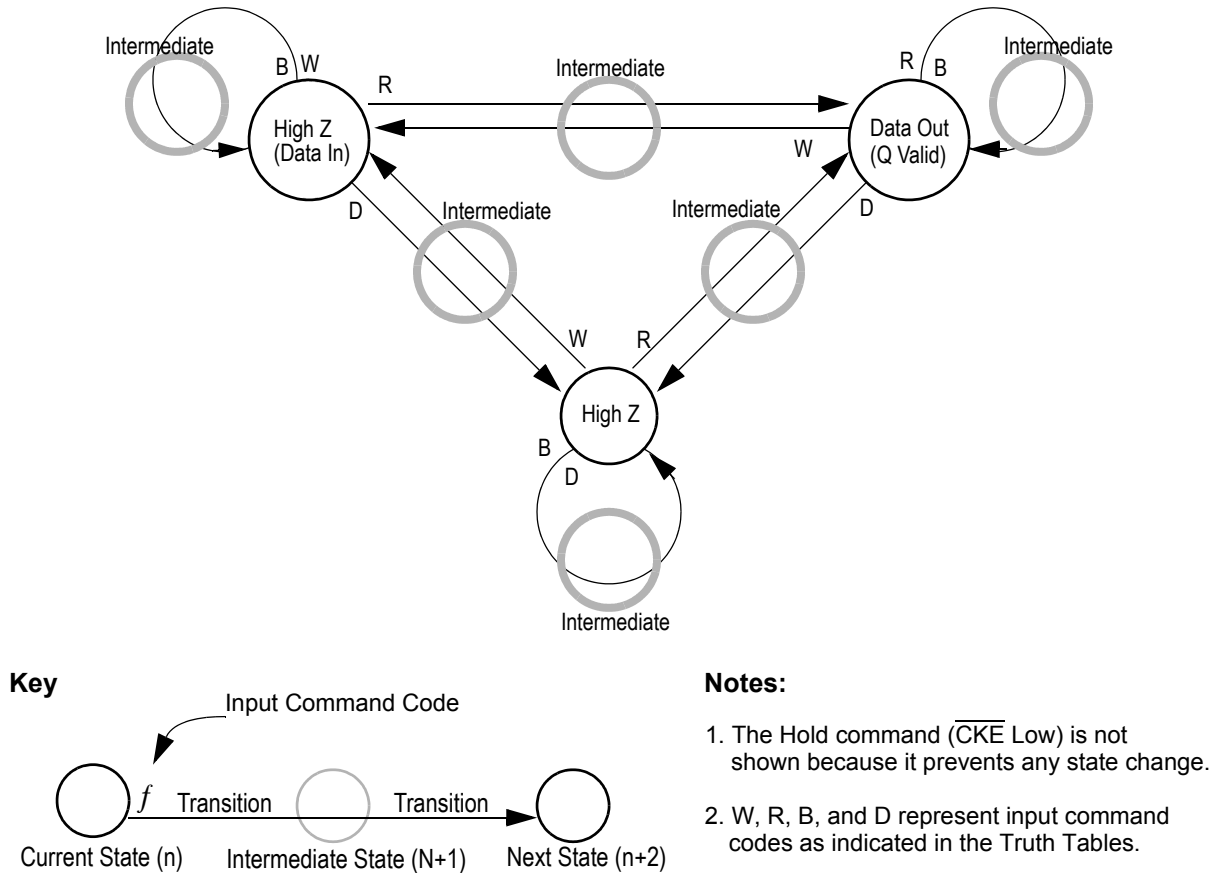 Intermediate
B W
R
Intermediate
R B
Intermediate
High Z
(Data In)
Data Out
(Q Valid)
W
D
Intermediate
Intermediate
D
W
R
High Z
B
D
Intermediate
Key
Input Command Code
f
Transition
Transition
Current State (n)
Intermediate State (N+1)
Next State (n+2)
Notes:
1. The Hold command (C̅K̅E̅ Low) is not
shown because it prevents any state change.
2. W, R, B, and D represent input command
codes as indicated in the Truth Tables.